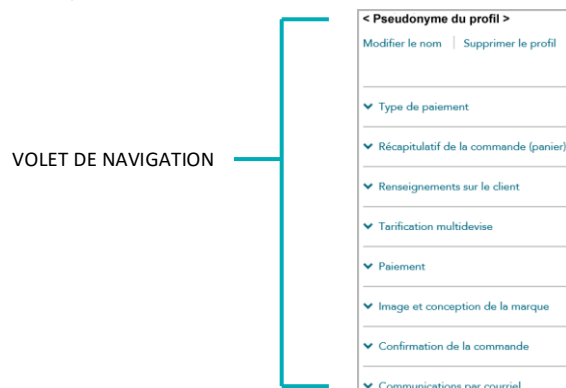 < Pseudonyme du profil >
Modifier le nom | Supprimer le profil
Type de paiement
Récapitulatif de la commande (panier)
VOLET DE NAVIGATION
Renseignements sur le client
Tarification multidevise
Paiement
Image et conception de la marque
Confirmation de la commande
Communications par courriel